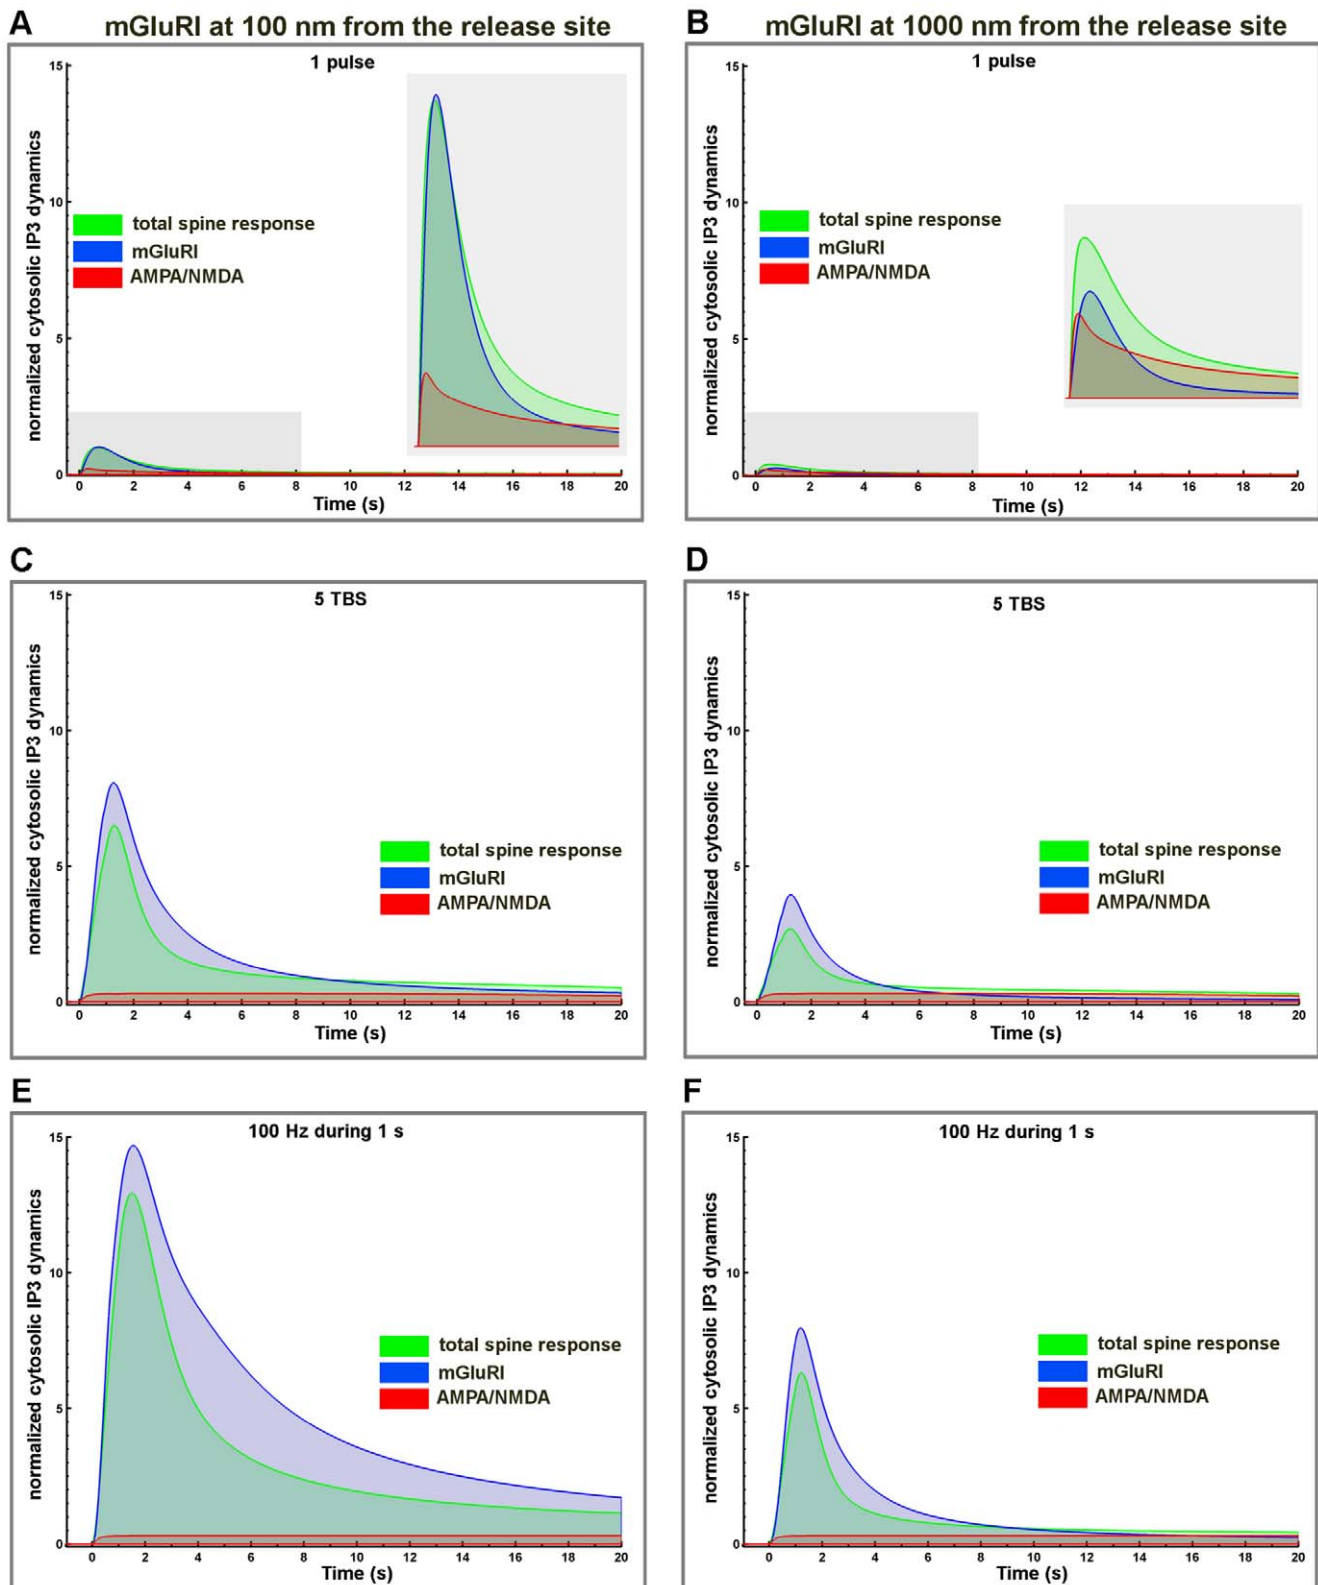 A
mGluRI at 100 nm from the release site
1 pulse
normalized cytosolic IP3 dynamics
15
10
5
0
total spine response
mGluRI
AMPA/NMDA
0 2 4 6 8 10 12 14 16 18 20
Time (s)
B
mGluRI at 1000 nm from the release site
1 pulse
normalized cytosolic IP3 dynamics
15
10
5
0
total spine response
mGluRI
AMPA/NMDA
0 2 4 6 8 10 12 14 16 18 20
Time (s)
C
5 TBS
normalized cytosolic IP3 dynamics
15
10
5
0
total spine response
mGluRI
AMPA/NMDA
0 2 4 6 8 10 12 14 16 18 20
Time (s)
D
5 TBS
normalized cytosolic IP3 dynamics
15
10
5
0
total spine response
mGluRI
AMPA/NMDA
0 2 4 6 8 10 12 14 16 18 20
Time (s)
E
100 Hz during 1 s
normalized cytosolic IP3 dynamics
15
10
5
0
total spine response
mGluRI
AMPA/NMDA
0 2 4 6 8 10 12 14 16 18 20
Time (s)
F
100 Hz during 1 s
normalized cytosolic IP3 dynamics
15
10
5
0
total spine response
mGluRI
AMPA/NMDA
0 2 4 6 8 10 12 14 16 18 20
Time (s)